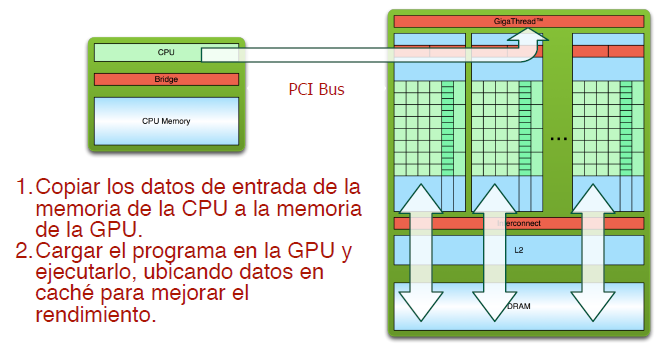 GigaThread™
CPU
Bridge
CPU Memory
PCI Bus
...
Interconnect
L2
DRAM
1. Copiar los datos de entrada de la
memoria de la CPU a la memoria
de la GPU.
2. Cargar el programa en la GPU y
ejecutarlo, ubicando datos en
caché para mejorar el
rendimiento.